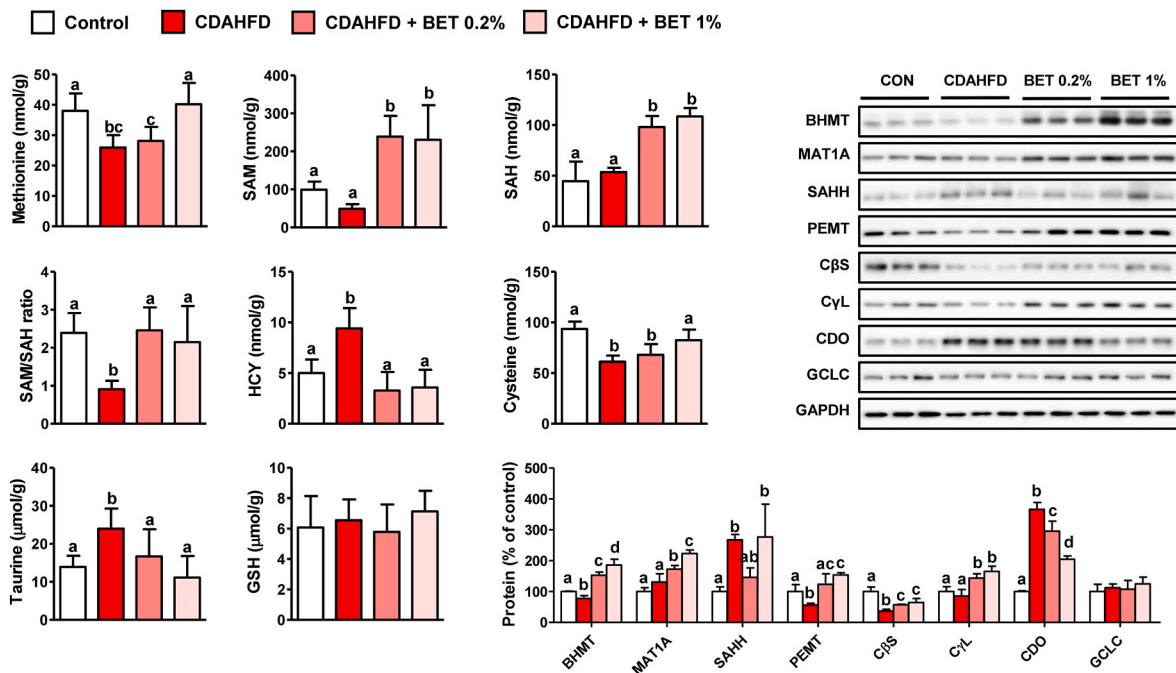 Control CDAHFD CDAHFD + BET 0.2% CDAHFD + BET 1%
Methionine (nmol/g)
50
40
30
20
10
0
a bc c a
SAM (nmol/g)
400
300
200
100
0
a a b b
SAH (nmol/g)
150
100
50
0
a a b b
SAM/SAH ratio
4
3
2
1
0
a b a a
HCY (nmol/g)
15
10
5
0
a b a a
Cysteine (nmol/g)
150
100
50
0
a b b a
CON CDAHFD BET 0.2% BET 1%
BHMT
MAT1A
SAHH
PEMT
CβS
CγL
CDO
GCLC
GAPDH
Taurine (μmol/g)
40
30
20
10
0
a b a a
GSH (μmol/g)
10
8
6
4
2
0
Protein (% of control)
500
400
300
200
100
0
a b c d
a a b c
a b ab b
a b ac c
a b c c
a a b b
a b c d
BHMT MAT1A SAHH PEMT CβS CγL CDO GCLC